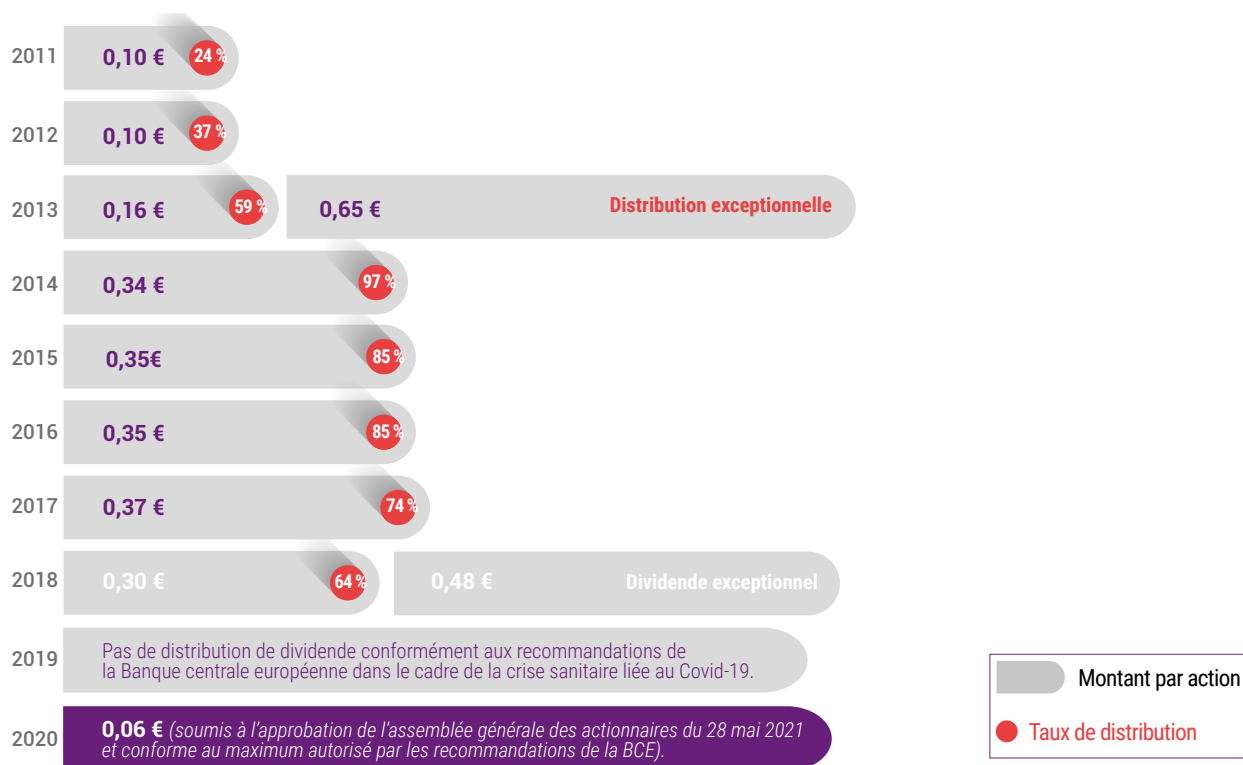 2011 0,10 € 24 %
2012 0,10 € 37 %
2013 0,16 € 59 % 0,65 € Distribution exceptionnelle
2014 0,34 € 97 %
2015 0,35€ 85 %
2016 0,35 € 85 %
2017 0,37 € 74 %
2018 0,30 € 64 % 0,48 € Dividende exceptionnel
2019 Pas de distribution de dividende conformément aux recommandations de
la Banque centrale européenne dans le cadre de la crise sanitaire liée au Covid-19.
2020 0,06 € (soumis à l'approbation de l'assemblée générale des actionnaires du 28 mai 2021
et conforme au maximum autorisé par les recommandations de la BCE).
Montant par action
Taux de distribution